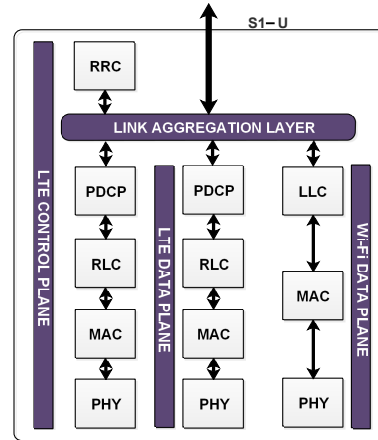 S1–U
RRC
LINK AGGREGATION LAYER
LTE CONTROL PLANE
PDCP
RLC
MAC
PHY
LTE DATA PLANE
PDCP
RLC
MAC
PHY
LLC
MAC
PHY
Wi-Fi DATA PLANE